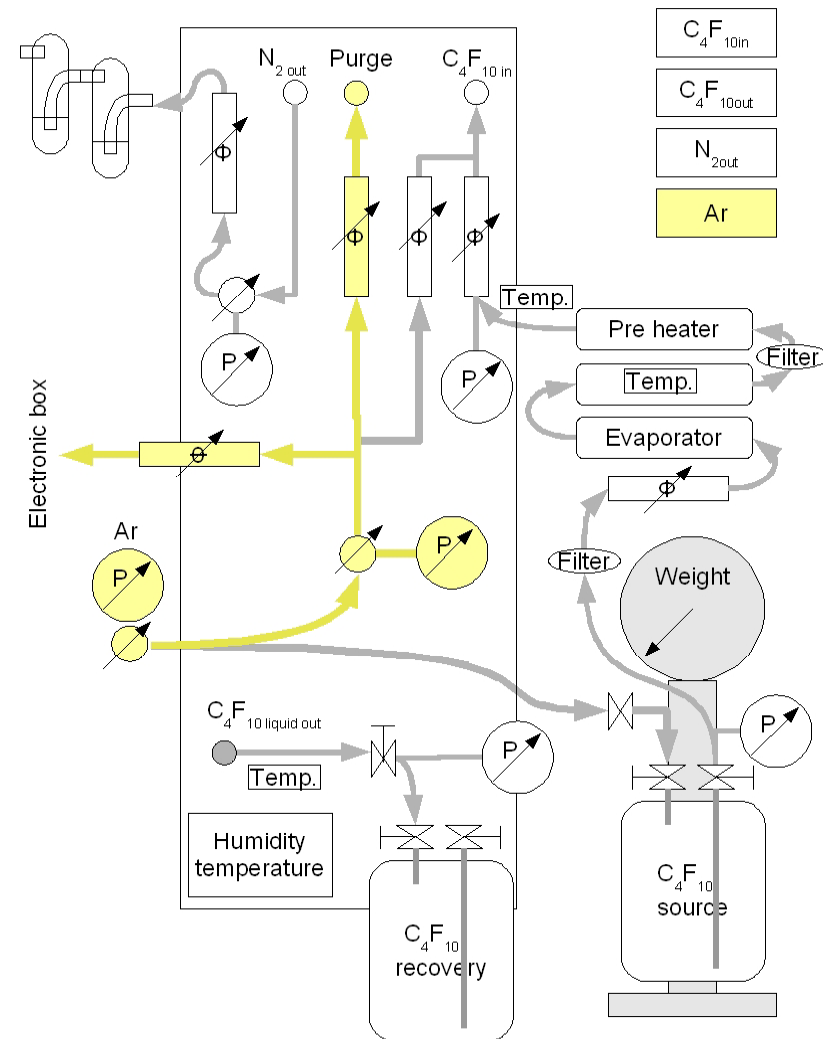 N2 out
Purge
C4F10 in
C4F10in
C4F10out
N2out
Ar
Φ
Φ
Φ
Φ
Temp.
Pre heater
Filter
P
P
Temp.
Evaporator
Electronic box
Φ
Φ
Ar
P
P
Filter
Weight
C4F10 liquid out
P
P
Temp.
Humidity
temperature
C4F10
source
C4F10
recovery